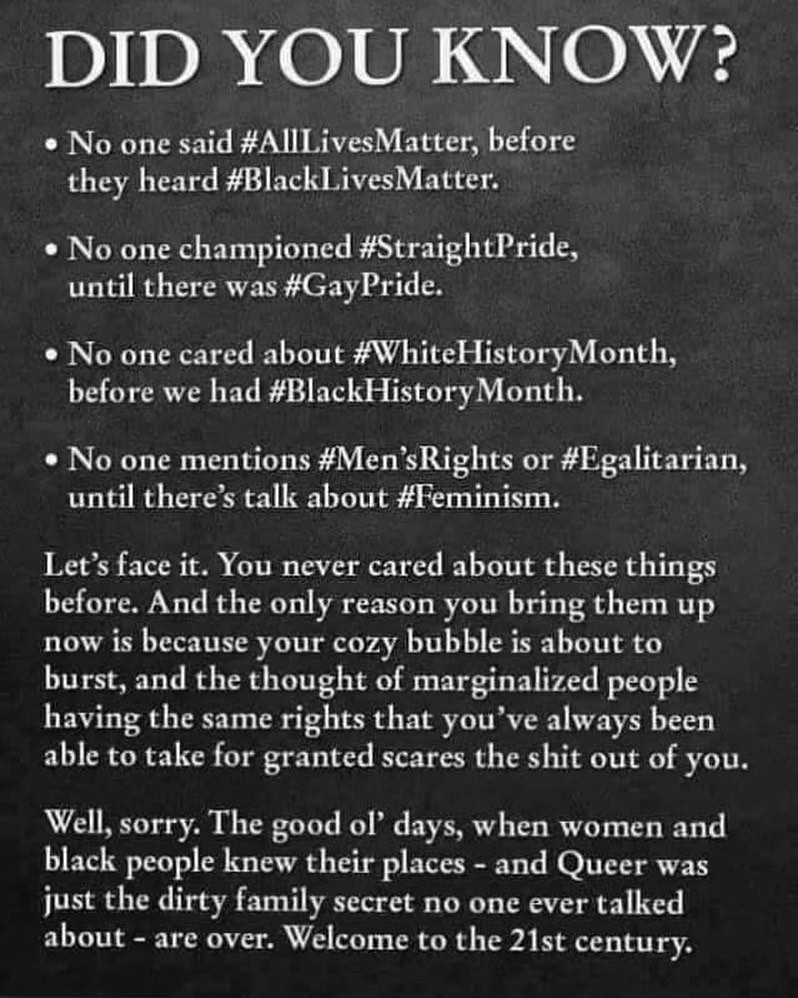 DID YOU KNOW?
• No one said #AllLivesMatter, before
they heard #BlackLivesMatter.
• No one championed #StraightPride,
until there was #GayPride.
• No one cared about #WhiteHistoryMonth,
before we had #BlackHistoryMonth.
• No one mentions #Men'sRights or #Egalitarian,
until there's talk about #Feminism.
Let's face it. You never cared about these things
before. And the only reason you bring them up
now is because your cozy bubble is about to
burst, and the thought of marginalized people
having the same rights that you've always been
able to take for granted scares the shit out of you.
Well, sorry. The good ol' days, when women and
black people knew their places - and Queer was
just the dirty family secret no one ever talked
about - are over. Welcome to the 21st century.